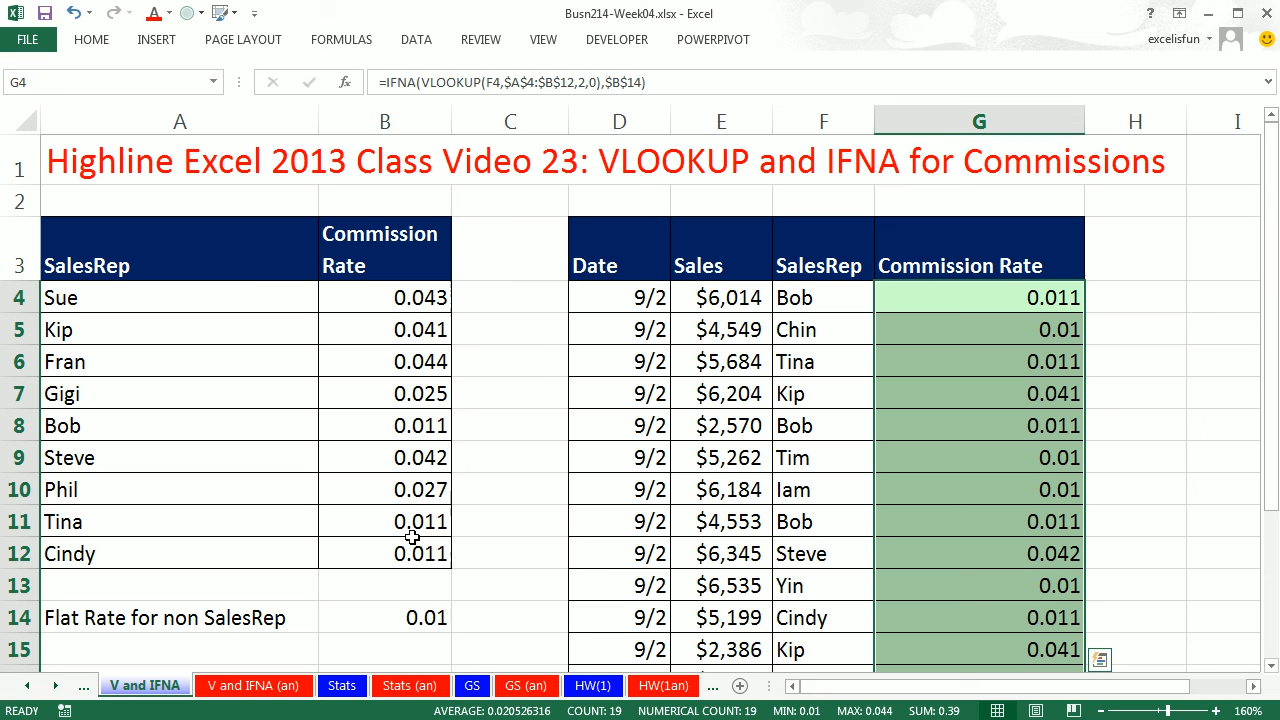 Busn214-Week04.xlsx - Excel
FILE HOME INSERT PAGE LAYOUT FORMULAS DATA REVIEW VIEW DEVELOPER POWERPIVOT excelisfun
G4 fx =IFNA(VLOOKUP(F4,$A$4:$B$12,2,0),$B$14)
A B C D E F G H I
1 Highline Excel 2013 Class Video 23: VLOOKUP and IFNA for Commissions
2
Commission
3 SalesRep Rate Date Sales SalesRep Commission Rate
4 Sue 0.043 9/2 $6,014 Bob 0.011
5 Kip 0.041 9/2 $4,549 Chin 0.01
6 Fran 0.044 9/2 $5,684 Tina 0.011
7 Gigi 0.025 9/2 $6,204 Kip 0.041
8 Bob 0.011 9/2 $2,570 Bob 0.011
9 Steve 0.042 9/2 $5,262 Tim 0.01
10 Phil 0.027 9/2 $6,184 Iam 0.01
11 Tina 0.011 9/2 $4,553 Bob 0.011
12 Cindy 0.011 9/2 $6,345 Steve 0.042
13 9/2 $6,535 Yin 0.01
14 Flat Rate for non SalesRep 0.01 9/2 $5,199 Cindy 0.011
15 9/2 $2,386 Kip 0.041
... V and IFNA V and IFNA (an) Stats Stats (an) GS GS (an) HW(1) HW(1an) ...
READY AVERAGE: 0.020526316 COUNT: 19 NUMERICAL COUNT: 19 MIN: 0.01 MAX: 0.044 SUM: 0.39 160%